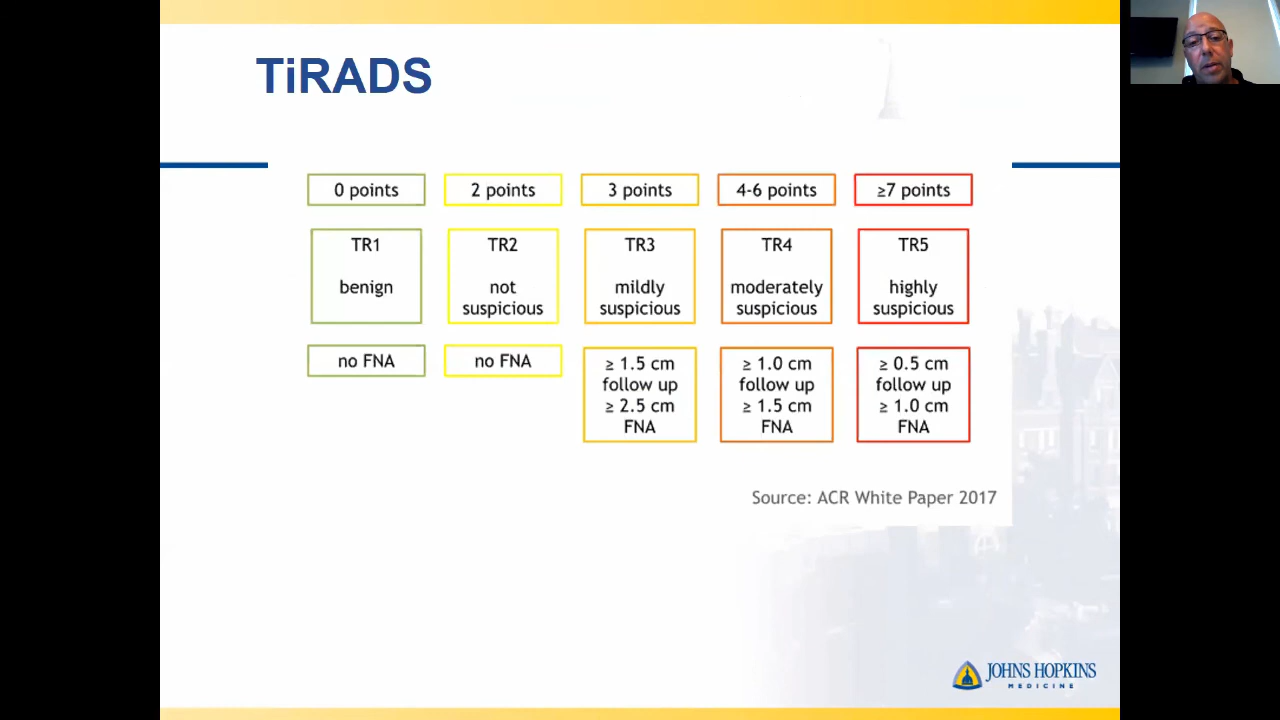 TiRADS
0 points
2 points
3 points
4-6 points
≥7 points
TR1
benign
TR2
not
suspicious
TR3
mildly
suspicious
TR4
moderately
suspicious
TR5
highly
suspicious
no FNA
no FNA
≥ 1.5 cm
follow up
≥ 2.5 cm
FNA
≥ 1.0 cm
follow up
≥ 1.5 cm
FNA
≥ 0.5 cm
follow up
≥ 1.0 cm
FNA
Source: ACR White Paper 2017
JOHNS HOPKINS
MEDICINE